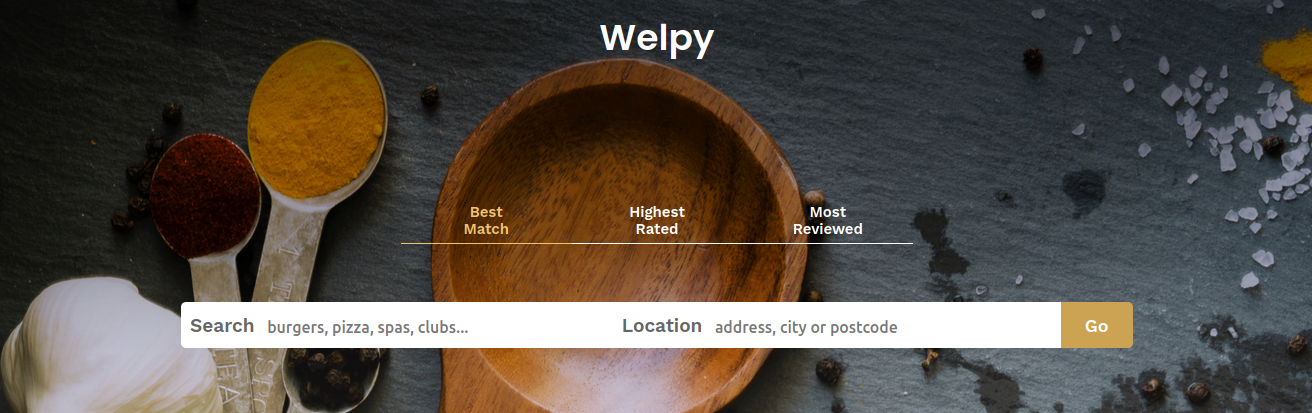 Welpy
Best Match
Highest Rated
Most Reviewed
Search burgers, pizza, spas, clubs... Location address, city or postcode Go